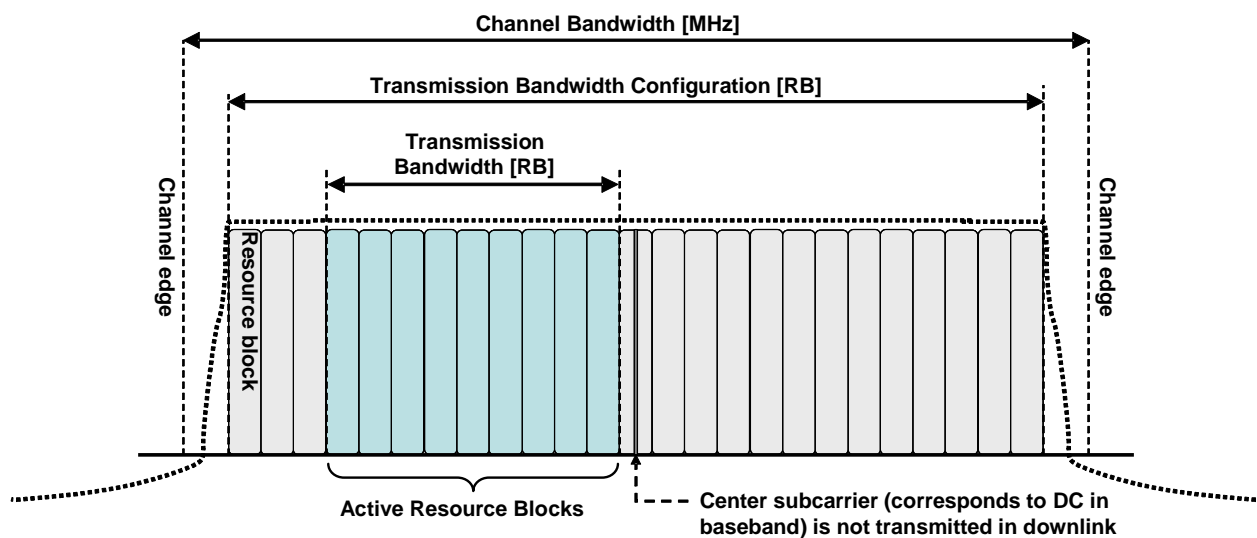 Channel Bandwidth [MHz]
Transmission Bandwidth Configuration [RB]
Transmission
Bandwidth [RB]
Channel edge
Channel edge
Resource block
Active Resource Blocks
Center subcarrier (corresponds to DC in
baseband) is not transmitted in downlink